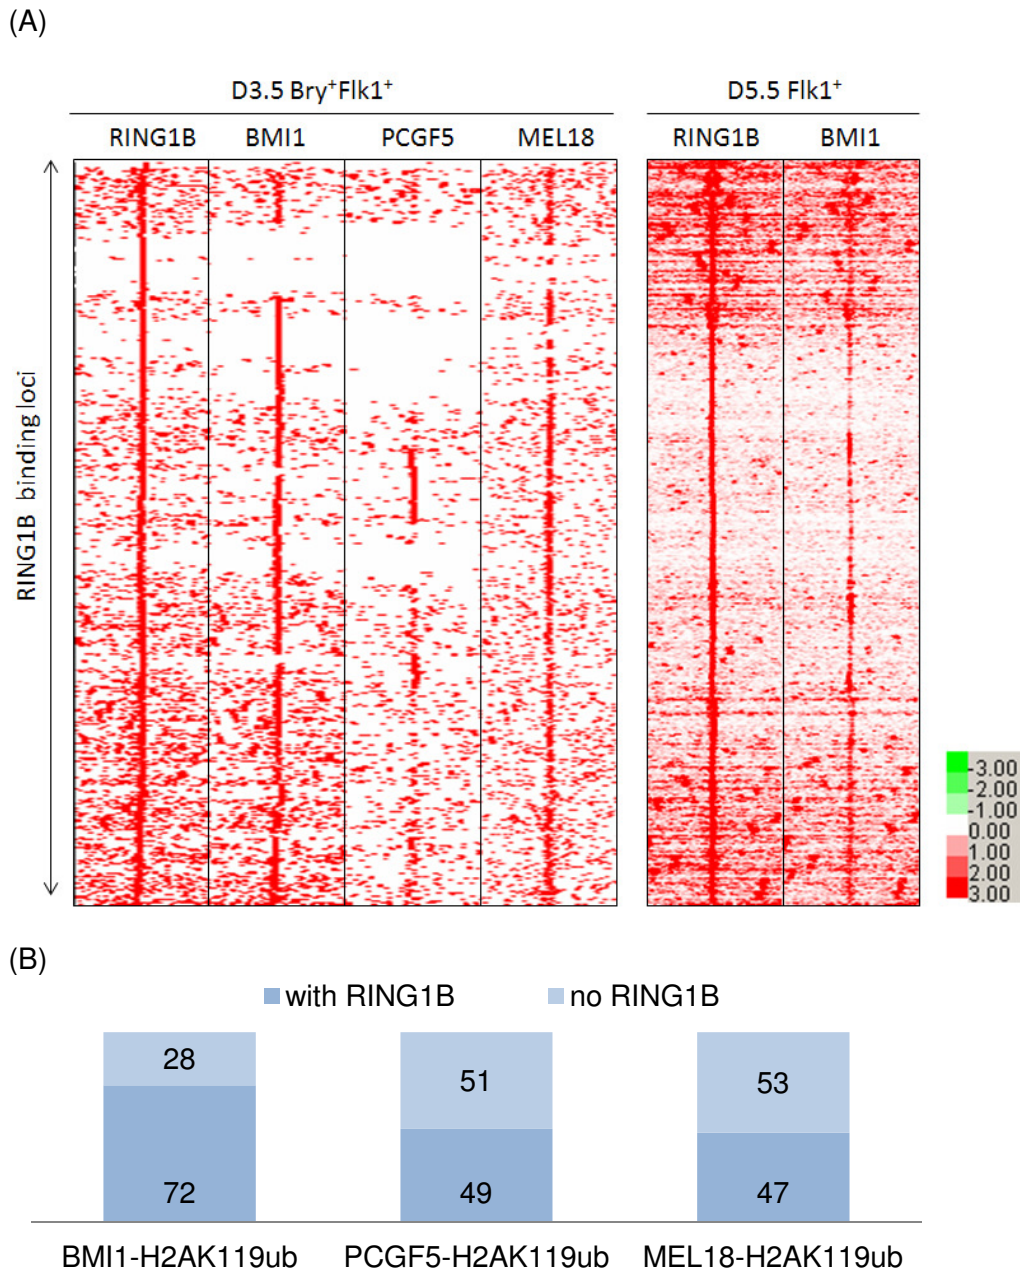 (A)
D3.5 Bry⁺Flk1⁺
D5.5 Flk1⁺
RING1B BMI1 PCGF5 MEL18 RING1B BMI1
RING1B binding loci
-3.00
-2.00
-1.00
0.00
1.00
2.00
3.00
(B)
with RING1B no RING1B
28 51 53
72 49 47
BMI1-H2AK119ub PCGF5-H2AK119ub MEL18-H2AK119ub